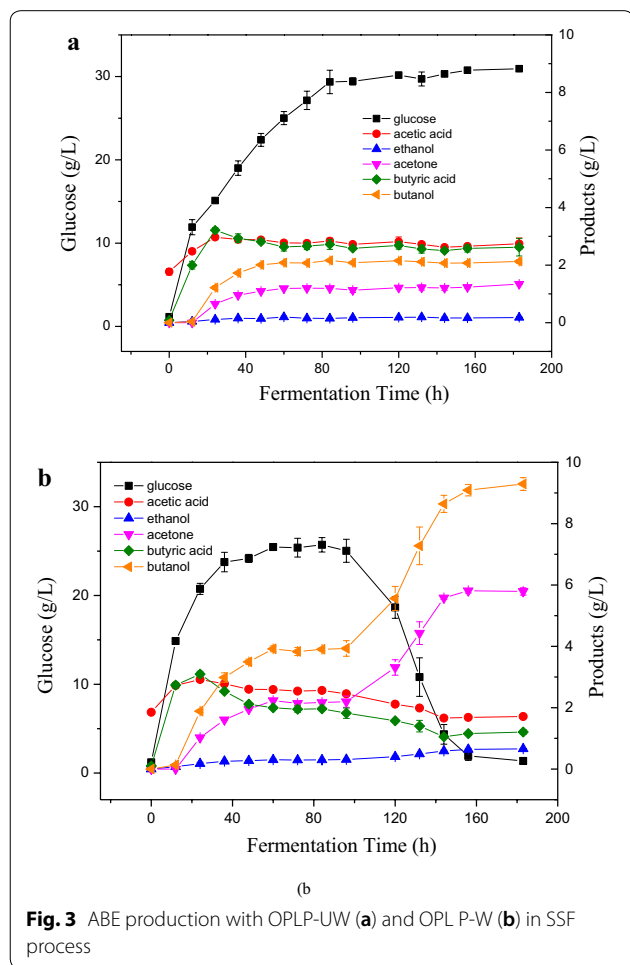 a
10
30
8
glucose
acetic acid
ethanol
acetone
butyric acid
butanol
6
20
4
10
2
0
0
Glucose (g/L)
Products (g/L)
0 40 80 120 160 200
Fermentation Time (h)
b
10
glucose
acetic acid
ethanol
acetone
butyric acid
butanol
30
8
6
20
4
10
2
0
0
Glucose (g/L)
Products (g/L)
0 40 80 120 160 200
Fermentation Time (h)
(b)
Fig. 3 ABE production with OPLP-UW (a) and OPL P-W (b) in SSF
process